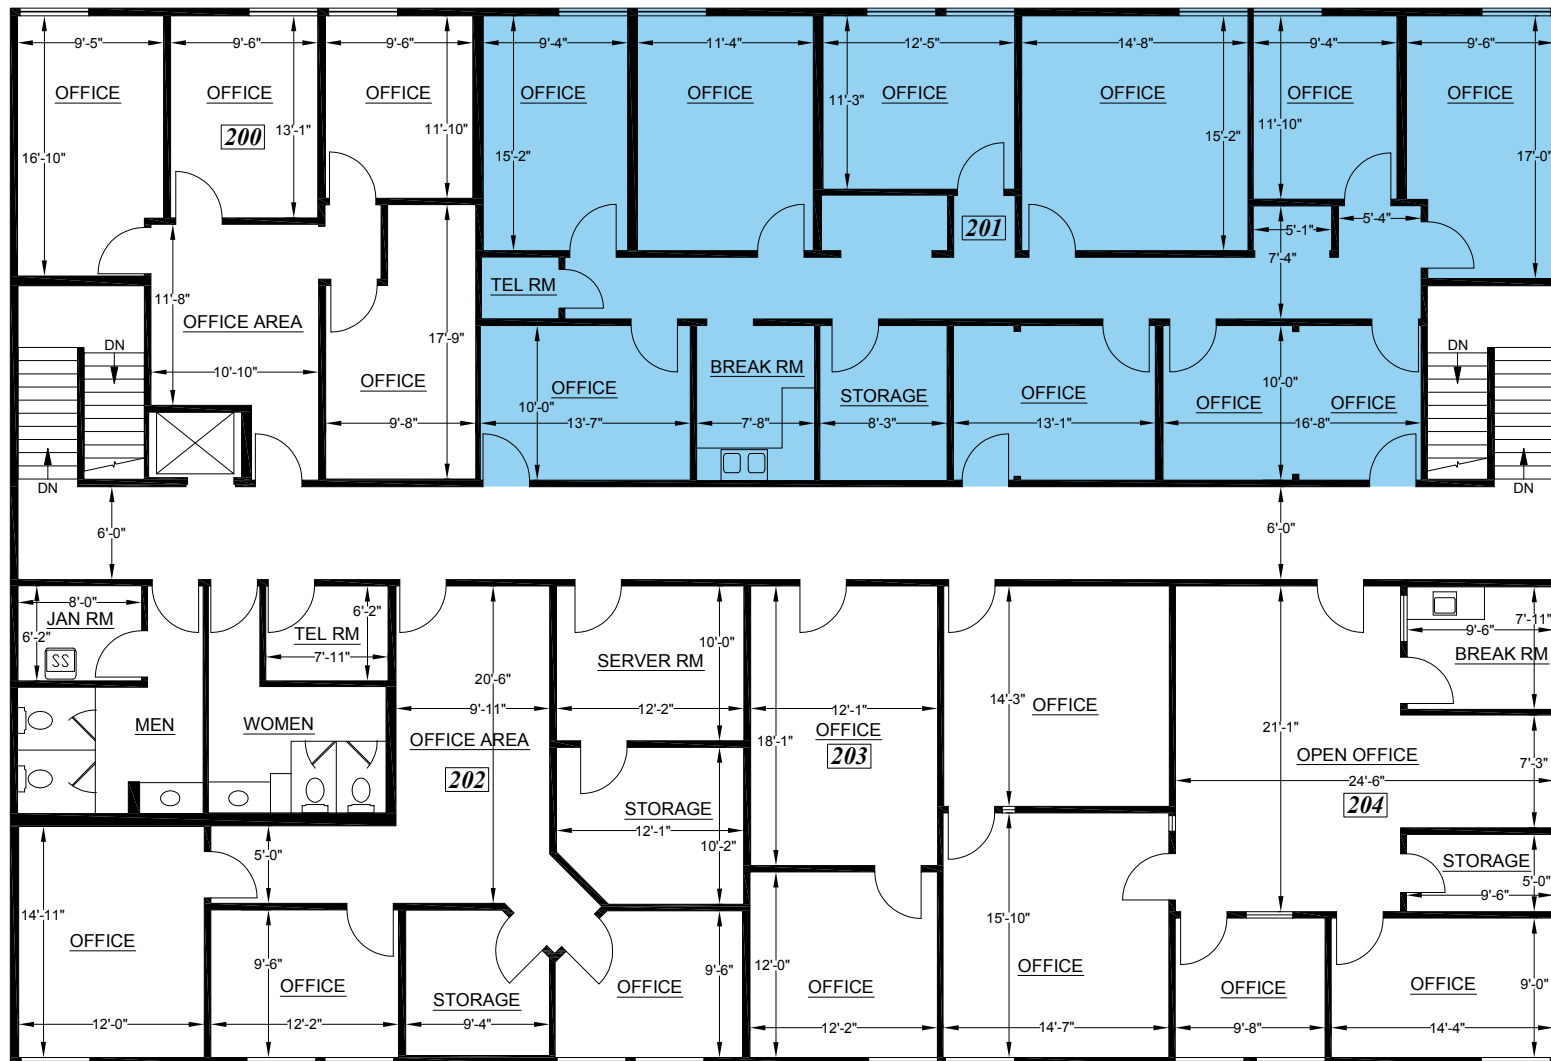 9'-5" 9'-6" 9'-6" 9'-4" 11'-4" 12'-5" 14'-8" 9'-4" 9'-6"
OFFICE OFFICE OFFICE OFFICE OFFICE OFFICE OFFICE OFFICE OFFICE
11'-3"
200 13'-1" 11'-10" 11'-10"
16'-10" 15'-2" 15'-2" 17'-0"
201 5'-4"
5'-1"
7'-4"
TEL RM
11'-8"
OFFICE AREA
17'-9" DN DN
10'-10" OFFICE OFFICE BREAK RM STORAGE OFFICE OFFICE OFFICE
10'-0" 10'-0"
9'-8" 13'-7" 7'-8" 8'-3" 13'-1" 16'-8"
DN DN
6'-0" 6'-0"
8'-0" 6'-2" 7'-11"
JAN RM
6'-2" TEL RM 10'-0" 9'-6"
7'-11" SERVER RM BREAK RM
20'-6" 14'-3"
9'-11" 12'-2" 12'-1" OFFICE
MEN WOMEN OFFICE 21'-1"
OFFICE AREA 18'-1" OPEN OFFICE 7'-3"
202 203 24'-6"
STORAGE 204
12'-1"
10'-2"
5'-0" STORAGE
5'-0"
9'-6"
14'-11" 15'-10"
OFFICE
9'-6" 9'-6" 12'-0" OFFICE
OFFICE STORAGE OFFICE OFFICE OFFICE OFFICE 9'-0"
12'-0" 12'-2" 9'-4" 12'-2" 14'-7" 9'-8" 14'-4"